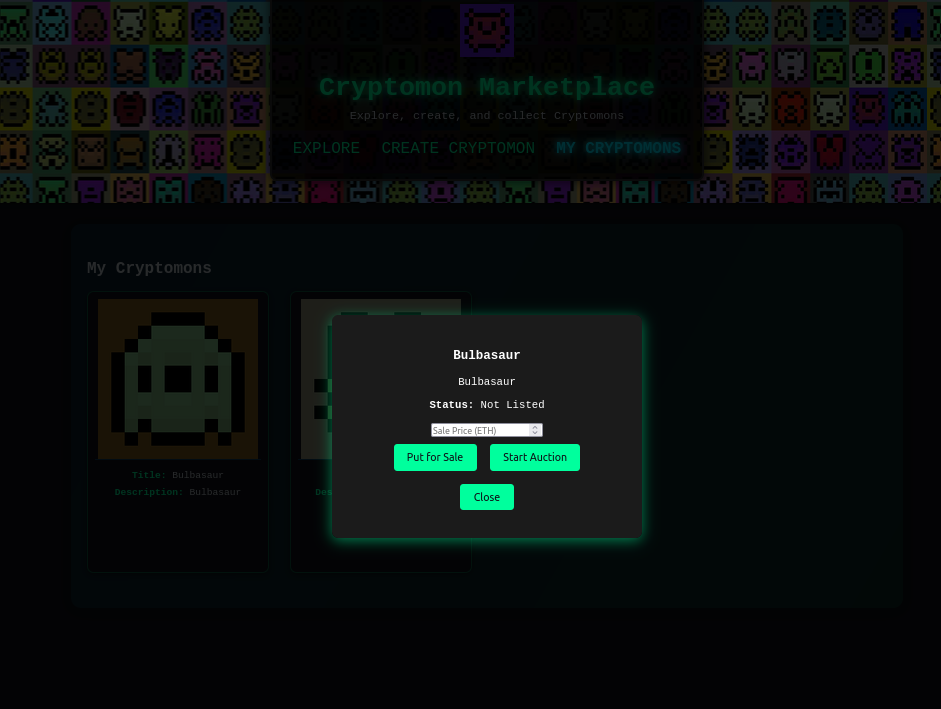 Cryptomon Marketplace
Explore, create, and collect Cryptomons
EXPLORE CREATE CRYPTOMON MY CRYPTOMONS
My Cryptomons
Title: Bulbasaur
Description: Bulbasaur
Bulbasaur
Bulbasaur
Status: Not Listed
Sale Price (ETH)
Put for Sale Start Auction
Close